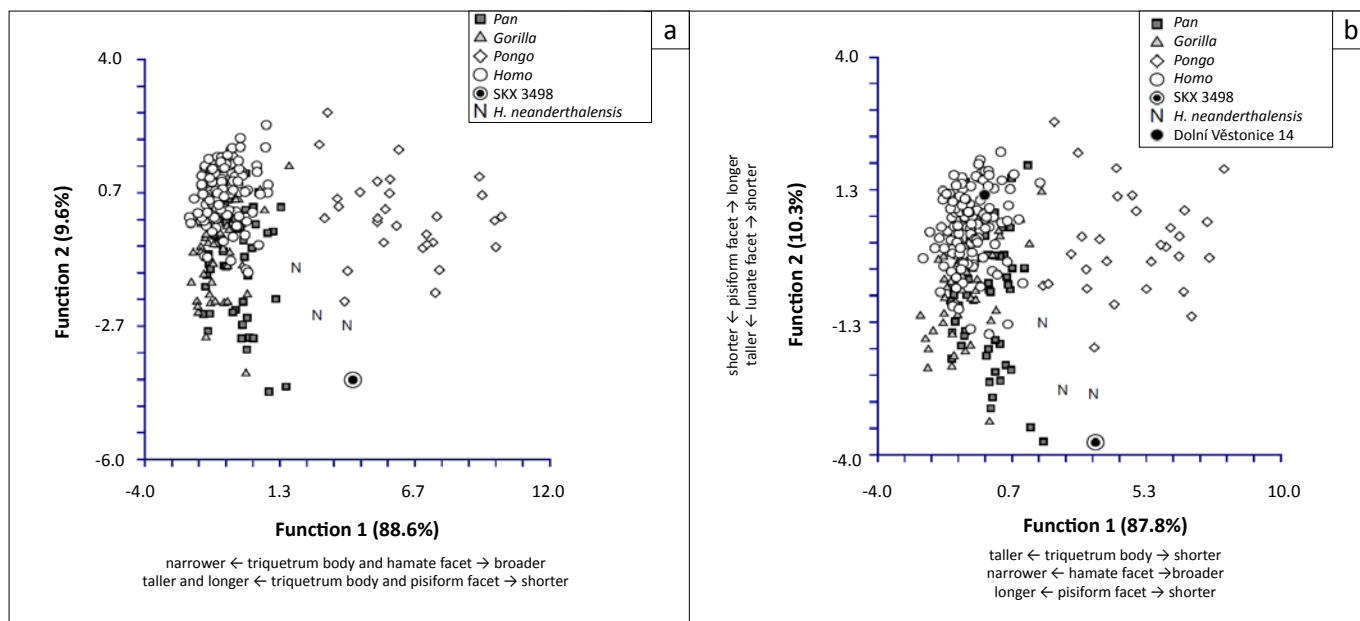 a
Pan
Gorilla
Pongo
Homo
SKX 3498
N H. neanderthalensis
4.0
0.7
-2.7
-6.0
Function 2 (9.6%)
N
N
N
-4.0 1.3 6.7 12.0
Function 1 (88.6%)
narrower ← triquetrum body and hamate facet → broader
taller and longer ← triquetrum body and pisiform facet → shorter
b
Pan
Gorilla
Pongo
Homo
SKX 3498
N H. neanderthalensis
Dolní Věstonice 14
4.0
1.3
-1.3
-4.0
shorter ← pisiform facet → longer
taller ← lunate facet → shorter
Function 2 (10.3%)
N
N
N
-4.0 0.7 5.3 10.0
Function 1 (87.8%)
taller ← triquetrum body → shorter
narrower ← hamate facet →broader
longer ← pisiform facet → shorter